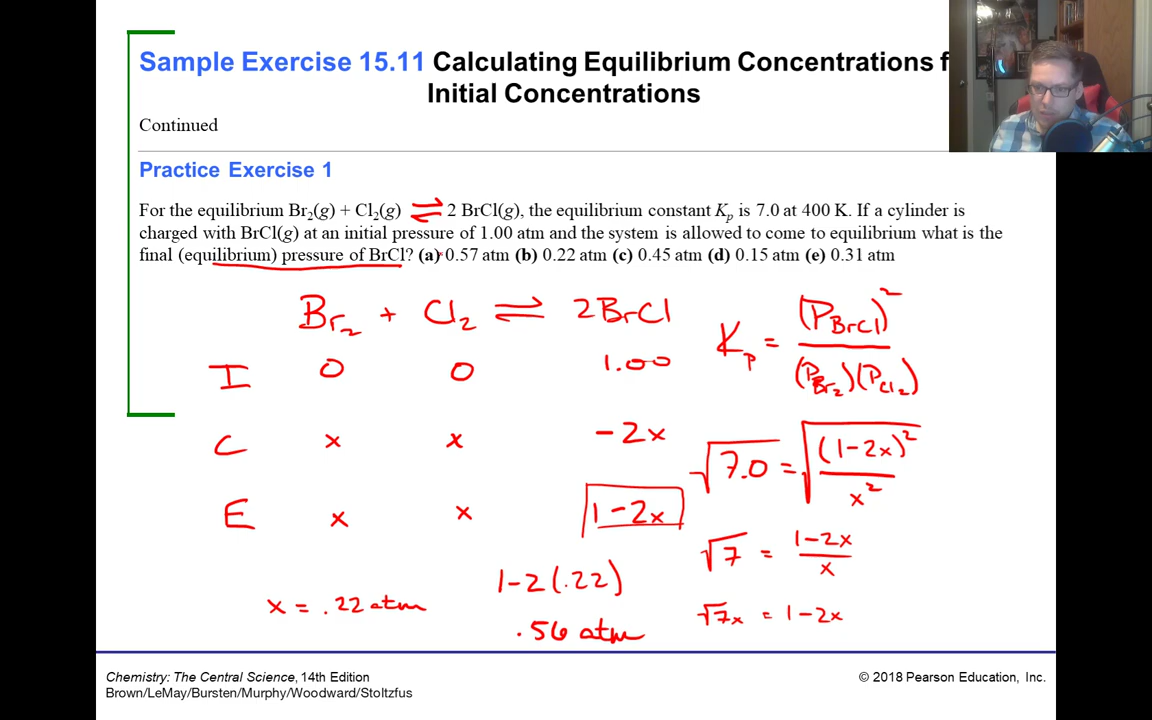 Sample Exercise 15.11 Calculating Equilibrium Concentrations f
Initial Concentrations
Continued
Practice Exercise 1
For the equilibrium Br₂(g) + Cl₂(g) ⇌ 2 BrCl(g), the equilibrium constant Kₚ is 7.0 at 400 K. If a cylinder is
charged with BrCl(g) at an initial pressure of 1.00 atm and the system is allowed to come to equilibrium what is the
final (equilibrium) pressure of BrCl? (a) 0.57 atm (b) 0.22 atm (c) 0.45 atm (d) 0.15 atm (e) 0.31 atm
Br₂ + Cl₂ ⇌ 2BrCl
I 0 0 1.00
C x x -2x
E x x 1-2x
1-2(.22)
x = .22 atm
.56 atm
Kₚ = (P_BrCl)² / (P_Br₂)(P_Cl₂)
√7.0 = √((1-2x)² / x²)
√7 = (1-2x) / x
√7x = 1-2x
Chemistry: The Central Science, 14th Edition
Brown/LeMay/Bursten/Murphy/Woodward/Stoltzfus
© 2018 Pearson Education, Inc.